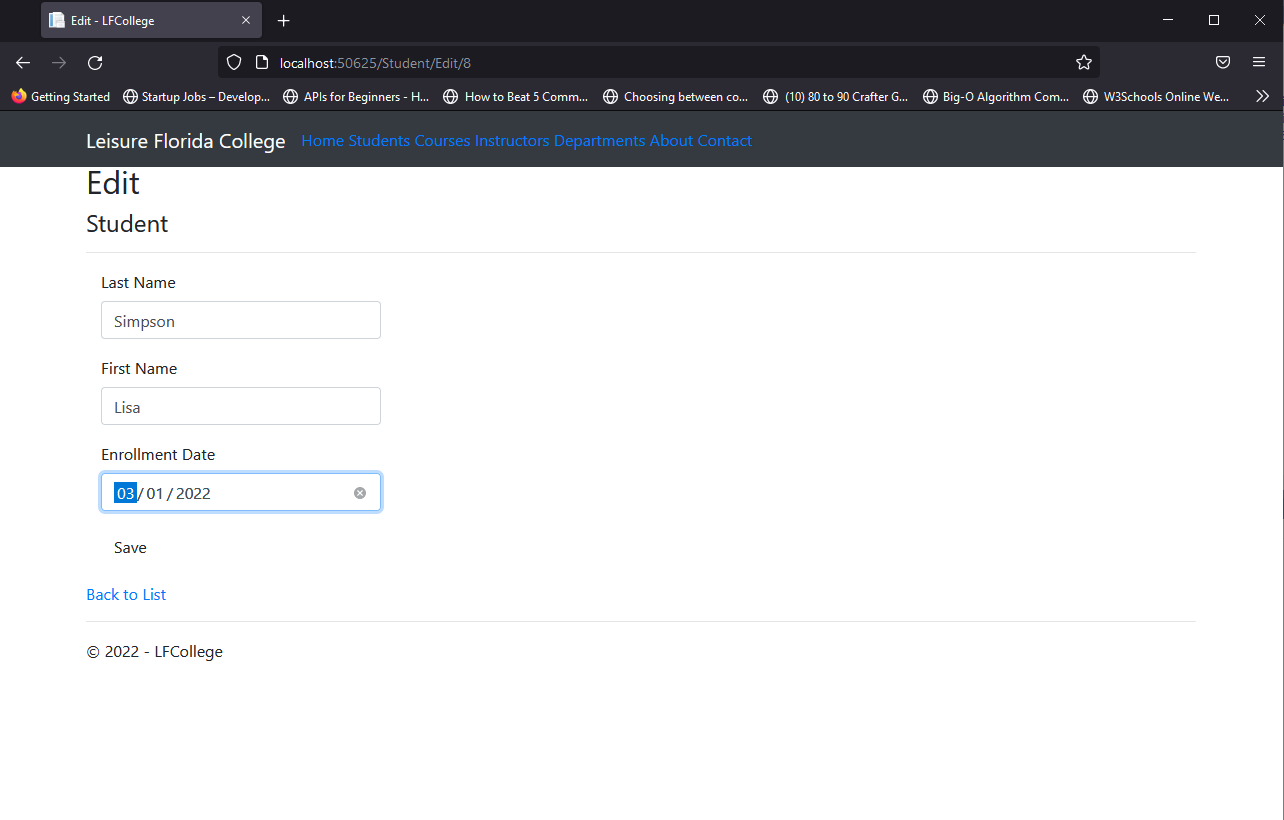 Edit - LFCollege
localhost:50625/Student/Edit/8
Getting Started Startup Jobs – Develop... APIs for Beginners - H... How to Beat 5 Comm... Choosing between co... (10) 80 to 90 Crafter G... Big-O Algorithm Com... W3Schools Online We...
Leisure Florida College Home Students Courses Instructors Departments About Contact
Edit
Student
Last Name
Simpson
First Name
Lisa
Enrollment Date
03 / 01 / 2022
Save
Back to List
© 2022 - LFCollege